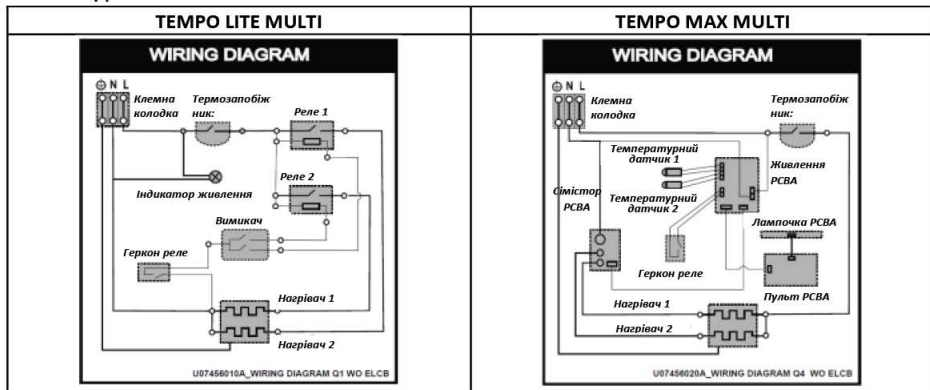 TEMPO LITE MULTI
TEMPO MAX MULTI
WIRING DIAGRAM
N L
Клемна
колодка
Термозапобіж
ник:
Реле 1
Реле 2
Індикатор живлення
Вимикач
Геркон реле
Нагрівач 1
Нагрівач 2
U07456010A_WIRING DIAGRAM Q1 WO ELCB
WIRING DIAGRAM
N L
Клемна
колодка
Термозапобіж
ник:
Температурний
датчик 1
Живлення
PCBA
Сімістор
PCBA
Температурний
датчик 2
Лампочка PCBA
Геркон реле
Пульт PCBA
Нагрівач 1
Нагрівач 2
U07456020A_WIRING DIAGRAM Q4 WO ELCB